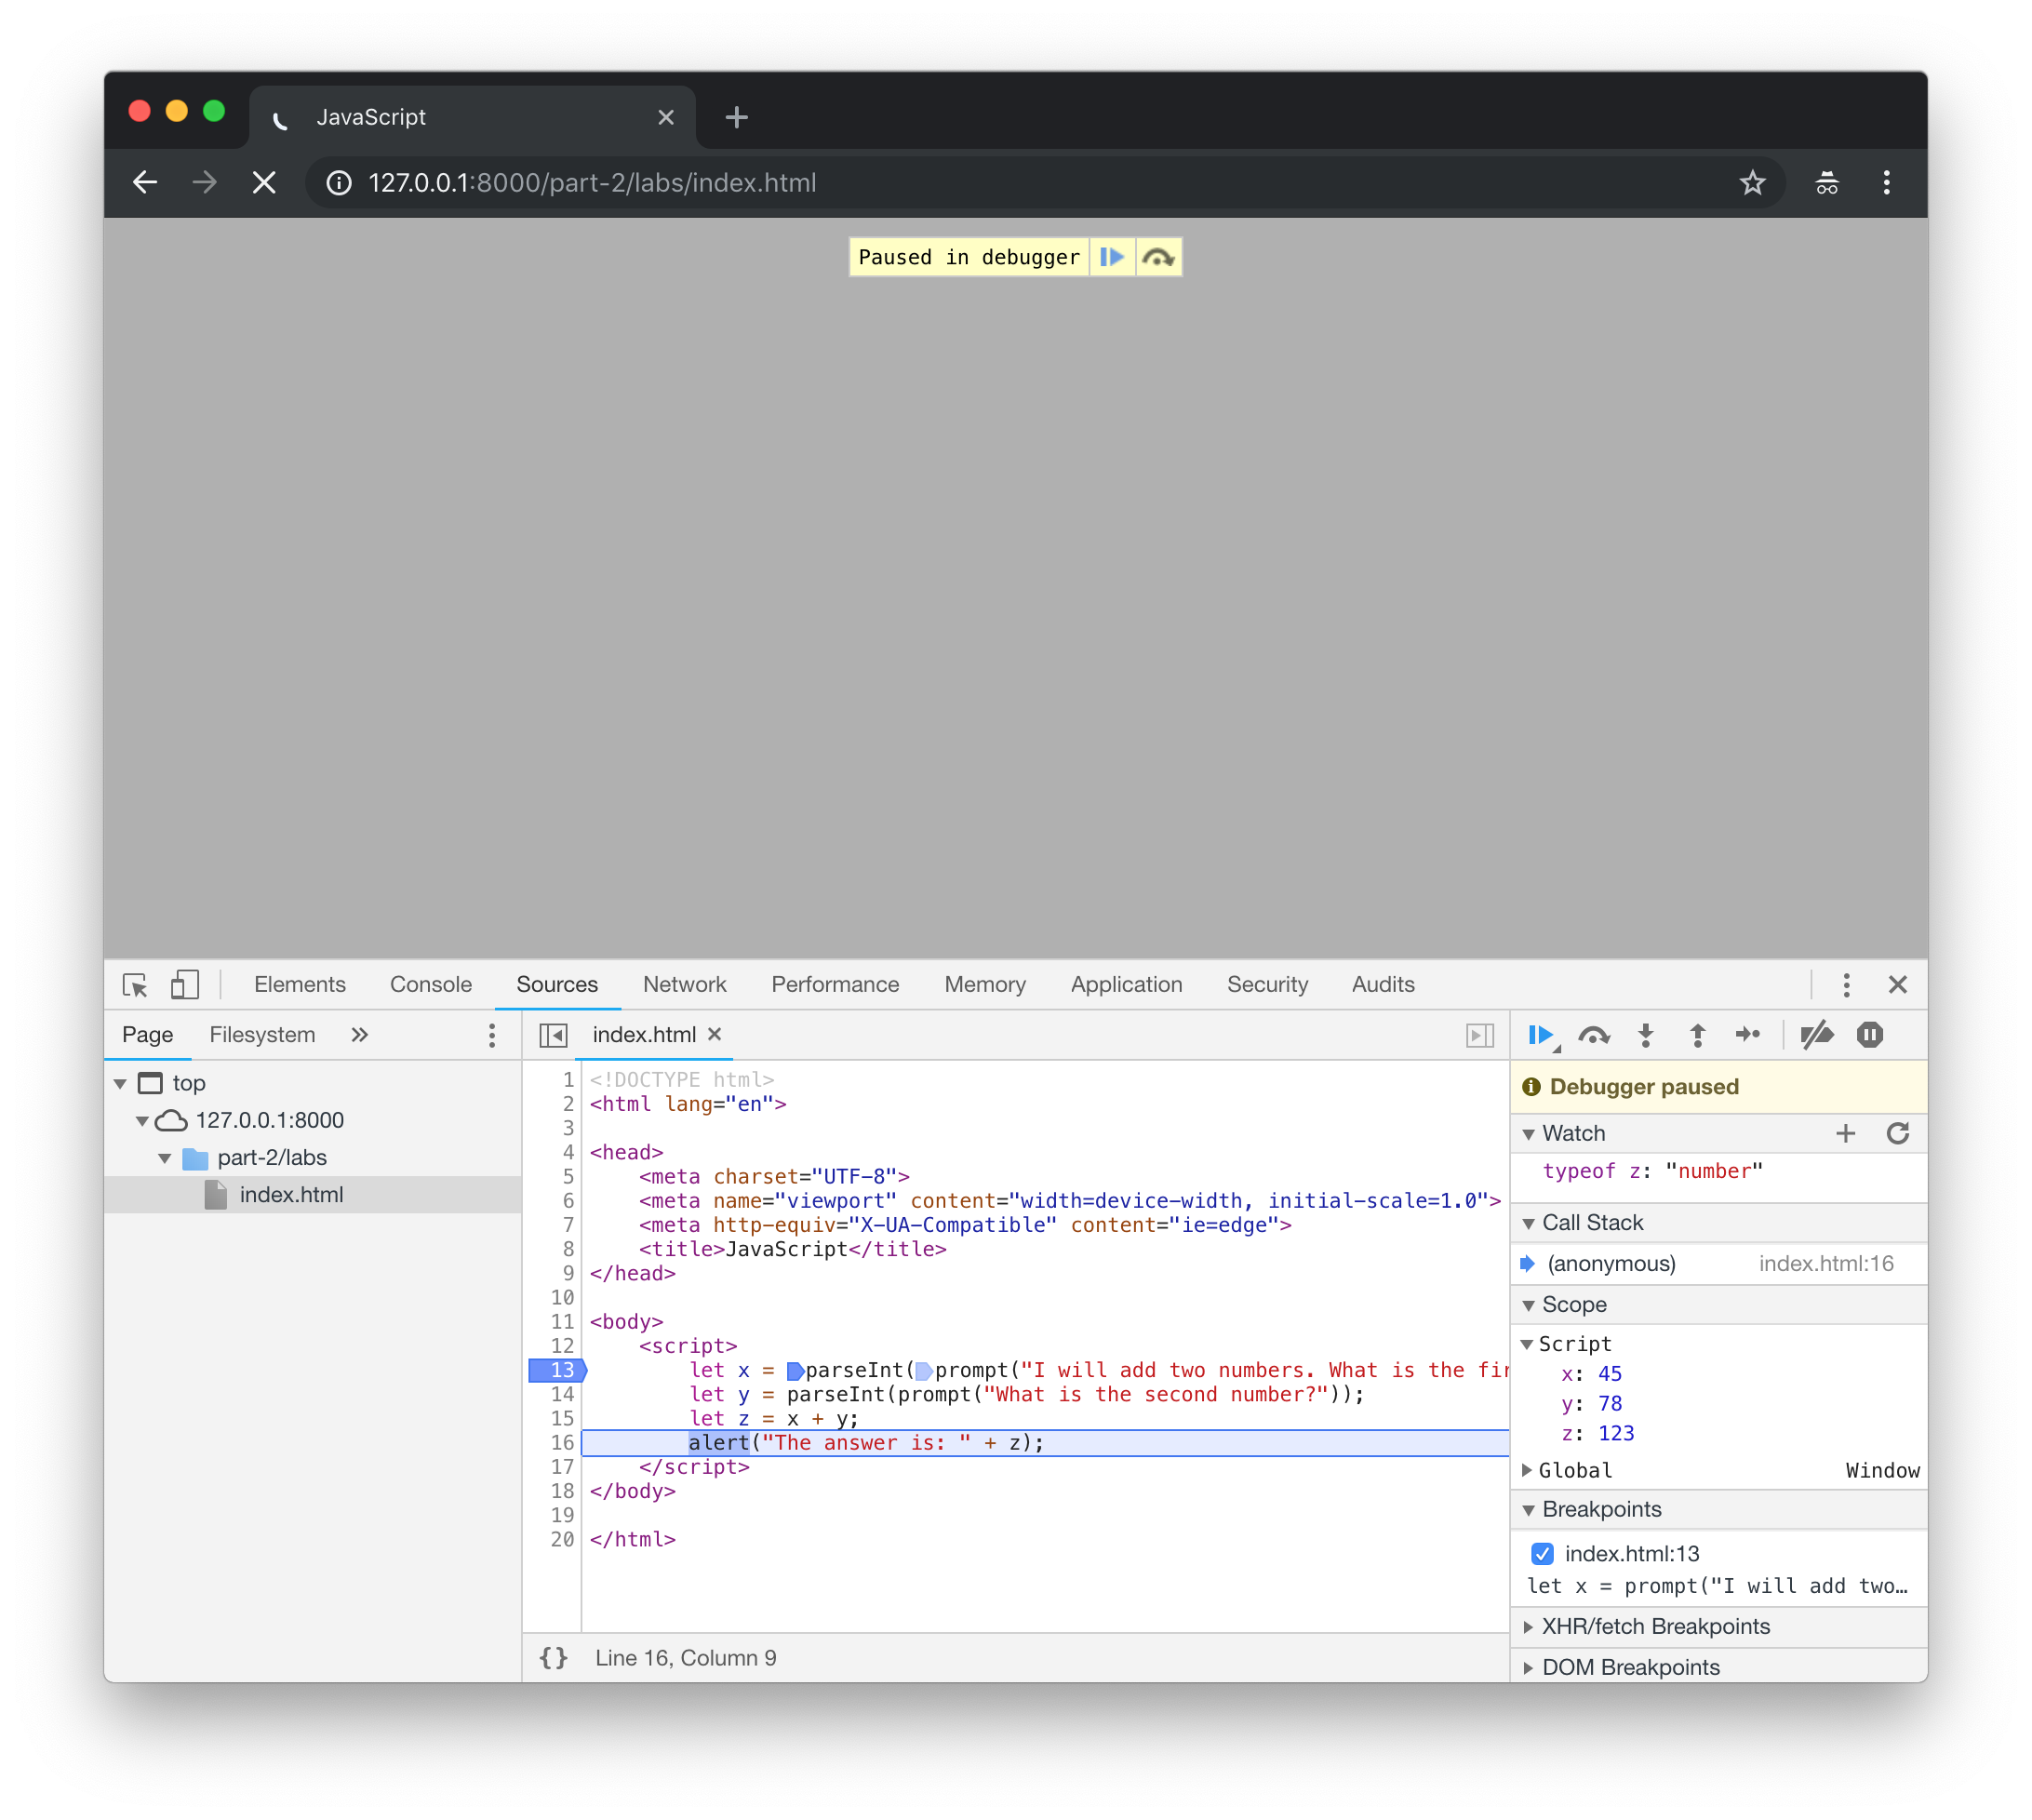 JavaScript
127.0.0.1:8000/part-2/labs/index.html
Paused in debugger
Elements Console Sources Network Performance Memory Application Security Audits
Page Filesystem »
top
127.0.0.1:8000
part-2/labs
index.html
index.html
1 <!DOCTYPE html>
2 <html lang="en">
3
4 <head>
5 <meta charset="UTF-8">
6 <meta name="viewport" content="width=device-width, initial-scale=1.0">
7 <meta http-equiv="X-UA-Compatible" content="ie=edge">
8 <title>JavaScript</title>
9 </head>
10
11 <body>
12 <script>
13 let x = parseInt(prompt("I will add two numbers. What is the fir
14 let y = parseInt(prompt("What is the second number?"));
15 let z = x + y;
16 alert("The answer is: " + z);
17 </script>
18 </body>
19
20 </html>
{} Line 16, Column 9
Debugger paused
Watch
typeof z: "number"
Call Stack
(anonymous) index.html:16
Scope
Script
x: 45
y: 78
z: 123
Global Window
Breakpoints
index.html:13
let x = prompt("I will add two…
XHR/fetch Breakpoints
DOM Breakpoints